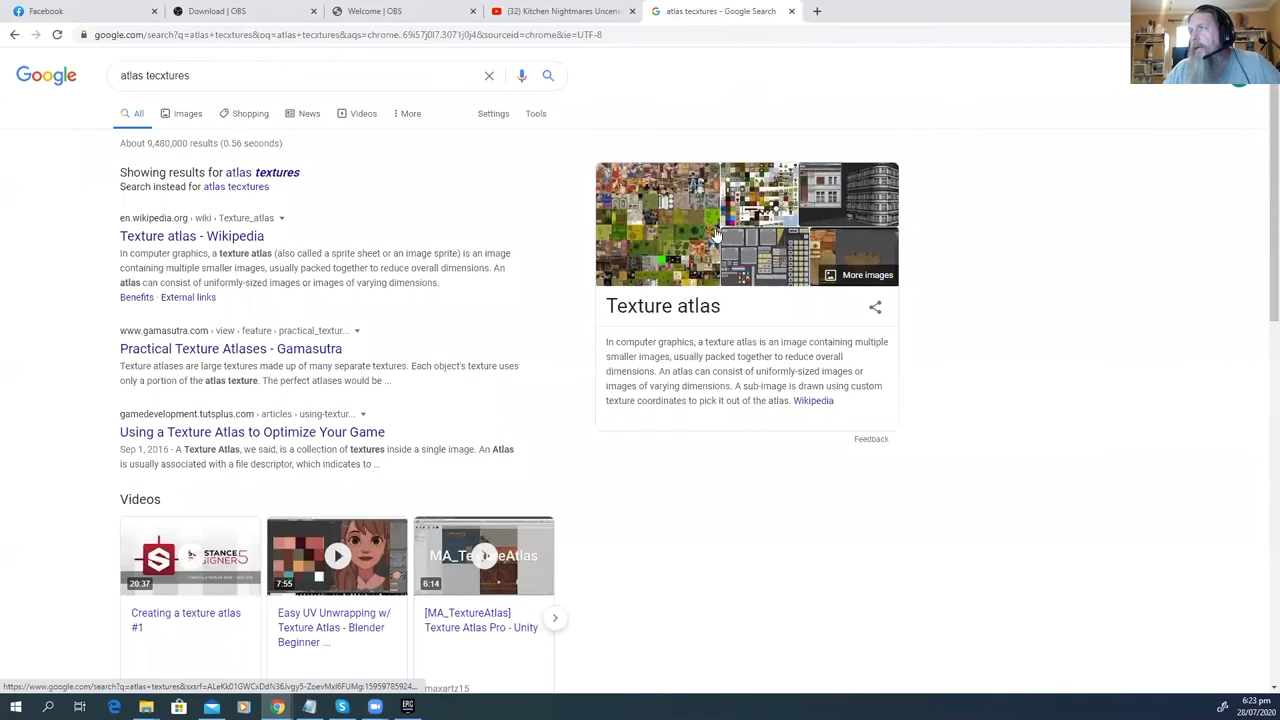 Facebook
Download | OBS
Welcome | OBS
(32) Kitchen Nightmares Uncens
atlas tecxtures - Google Search
google.com/search?q=atlas+tecxtures&oq=atlas+tecxtures&aqs=chrome..69i57j0l7.3071j0j4&sourceid=chrome&ie=UTF-8
Google
atlas tecxtures
All
Images
Shopping
News
Videos
More
Settings
Tools
About 9,480,000 results (0.56 seconds)
Showing results for atlas textures
Search instead for atlas tecxtures
en.wikipedia.org › wiki › Texture_atlas
Texture atlas - Wikipedia
In computer graphics, a texture atlas (also called a sprite sheet or an image sprite) is an image
containing multiple smaller images, usually packed together to reduce overall dimensions. An
atlas can consist of uniformly-sized images or images of varying dimensions.
Benefits · External links
www.gamasutra.com › view › feature › practical_textur...
Practical Texture Atlases - Gamasutra
Texture atlases are large textures made up of many separate textures. Each object's texture uses
only a portion of the atlas texture. The perfect atlases would be ...
gamedevelopment.tutsplus.com › articles › using-textur...
Using a Texture Atlas to Optimize Your Game
Sep 1, 2016 - A Texture Atlas, we said, is a collection of textures inside a single image. An Atlas
is usually associated with a file descriptor, which indicates to ...
Videos
20:37
7:55
MA_TextureAtlas
6:14
Creating a texture atlas
#1
Easy UV Unwrapping w/
Texture Atlas - Blender
Beginner ...
[MA_TextureAtlas]
Texture Atlas Pro - Unity
maxartz15
More images
Texture atlas
In computer graphics, a texture atlas is an image containing multiple
smaller images, usually packed together to reduce overall
dimensions. An atlas can consist of uniformly-sized images or
images of varying dimensions. A sub-image is drawn using custom
texture coordinates to pick it out of the atlas. Wikipedia
Feedback
EPIC
6:23 pm
28/07/2020